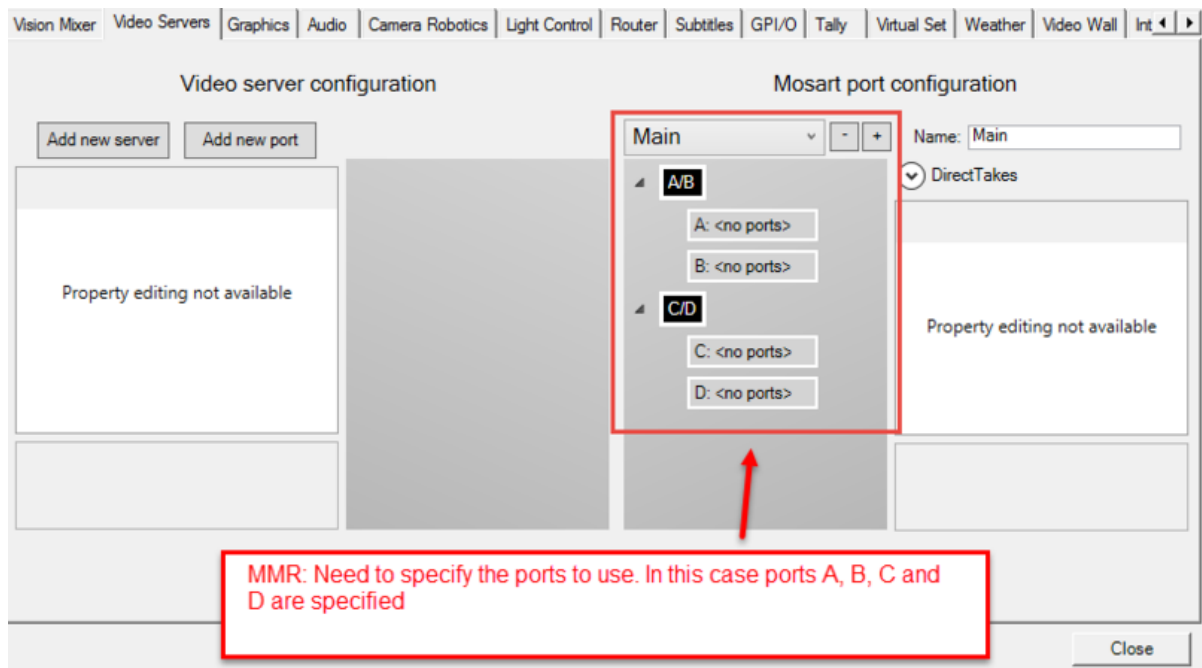 Vision Mixer Video Servers Graphics Audio Camera Robotics Light Control Router Subtitles GPI/O Tally Virtual Set Weather Video Wall Int
Video server configuration
Mosart port configuration
Add new server
Add new port
Main
-
+
Name: Main
DirectTakes
A/B
A: <no ports>
B: <no ports>
Property editing not available
C/D
C: <no ports>
D: <no ports>
Property editing not available
MMR: Need to specify the ports to use. In this case ports A, B, C and
D are specified
Close